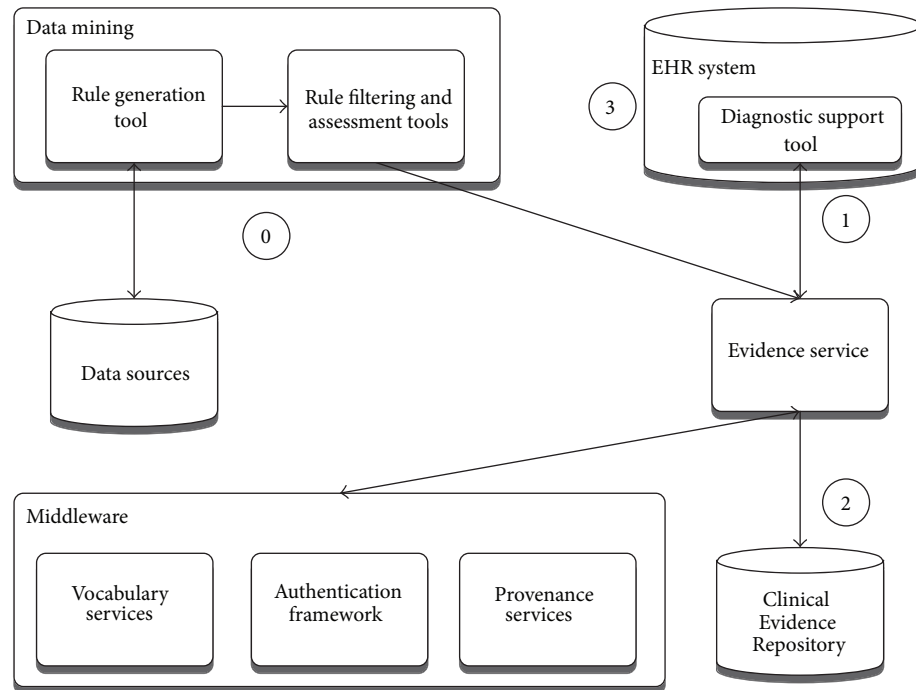 Data mining
Rule generation
tool
Rule filtering and
assessment tools
EHR system
3
Diagnostic support
tool
0
1
Data sources
Evidence service
2
Middleware
Vocabulary
services
Authentication
framework
Provenance
services
Clinical
Evidence
Repository